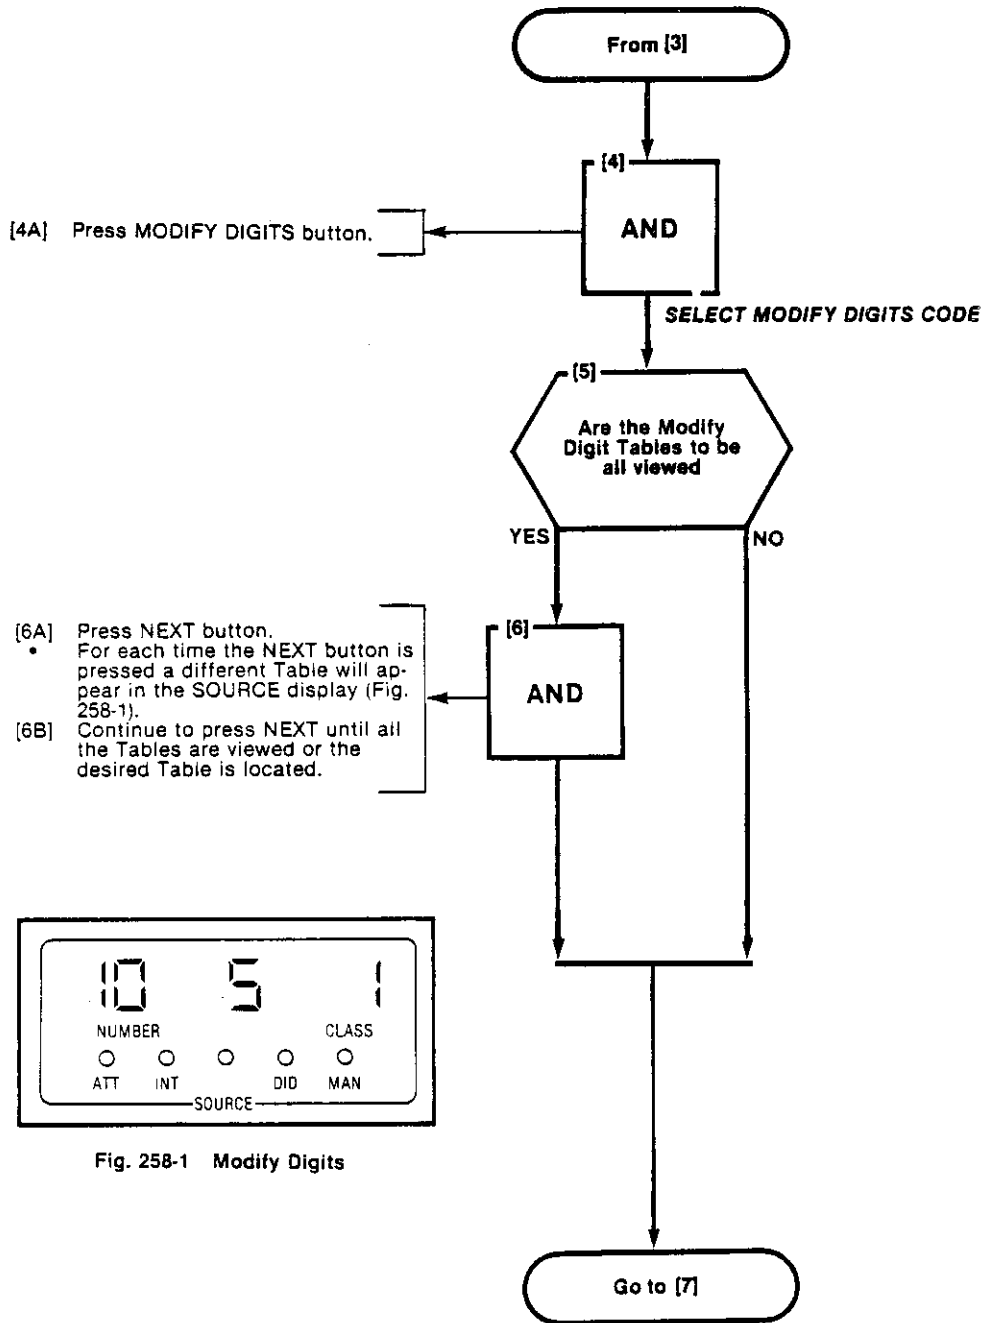 From [3]
[4]
AND
[4A] Press MODIFY DIGITS button.
SELECT MODIFY DIGITS CODE
[5]
Are the Modify
Digit Tables to be
all viewed
YES
NO
[6A] Press NEXT button.
• For each time the NEXT button is
pressed a different Table will ap-
pear in the SOURCE display (Fig.
258-1).
[6B] Continue to press NEXT until all
the Tables are viewed or the
desired Table is located.
[6]
AND
10 5 1
NUMBER CLASS
ATT INT DID MAN
SOURCE
Fig. 258-1 Modify Digits
Go to [7]